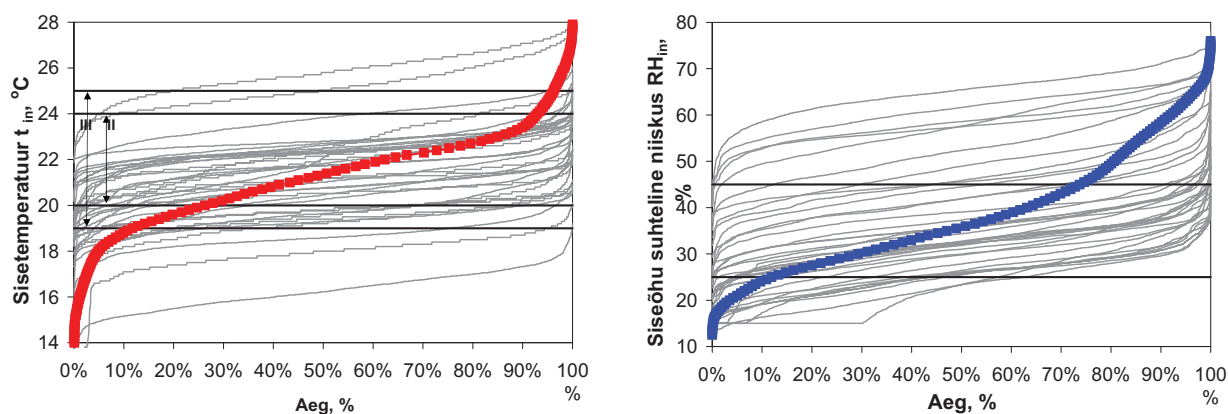 Sisetemperatuur t in, °C
28
26
24
22
20
18
16
14
III
II
0% 10% 20% 30% 40% 50% 60% 70% 80% 90% 100
%
Aeg, %
Siseõhu suhteline niiskus RHin,
%
80
70
60
50
40
30
20
10
0% 10% 20% 30% 40% 50% 60% 70% 80% 90% 100
%
Aeg, %